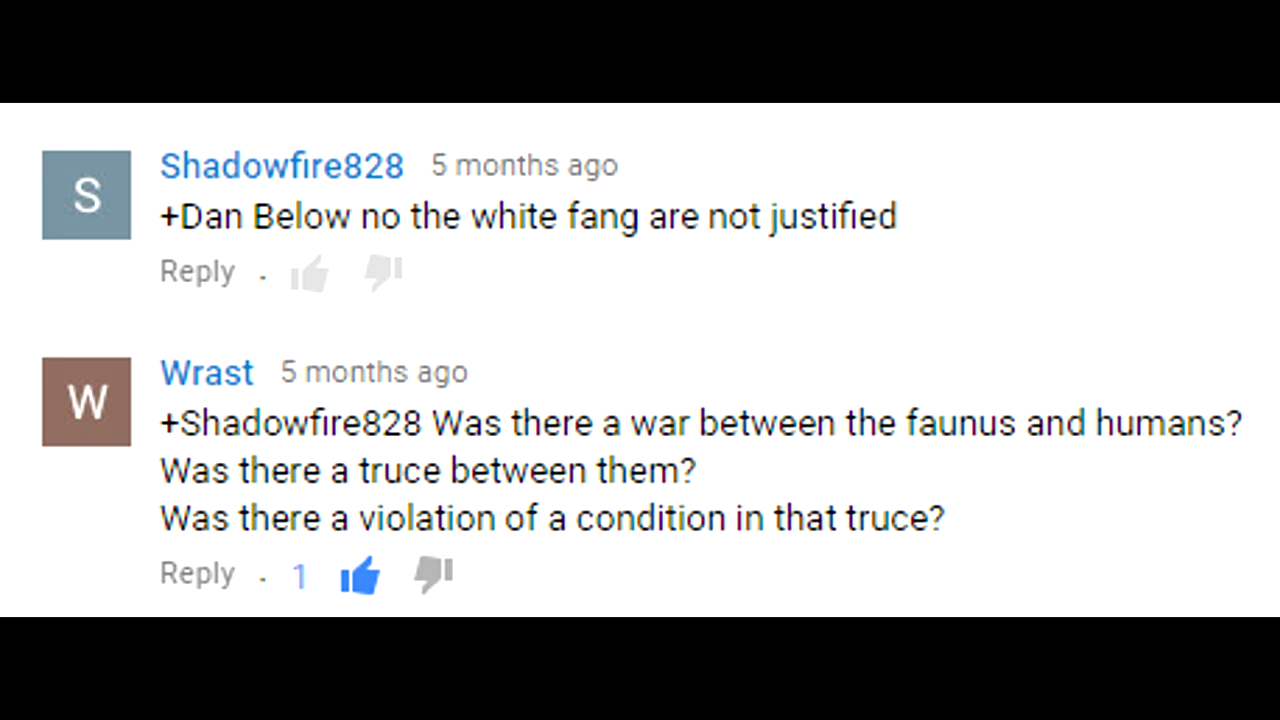 S
Shadowfire828 5 months ago
+Dan Below no the white fang are not justified
Reply .
W
Wrast 5 months ago
+Shadowfire828 Was there a war between the faunus and humans?
Was there a truce between them?
Was there a violation of a condition in that truce?
Reply . 1